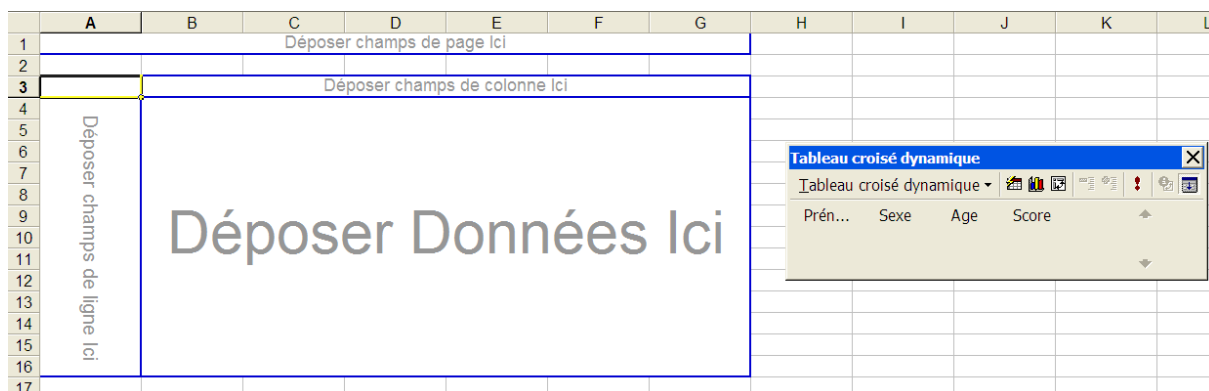 A B C D E F G H I J K L
1 Déposer champs de page Ici
2
3 Déposer champs de colonne Ici
4
5
6
7
8
9
10
11
12
13
14
15
16
17
Déposer champs de ligne Ici
Déposer Données Ici
Tableau croisé dynamique
Tableau croisé dynamique
Prén... Sexe Age Score